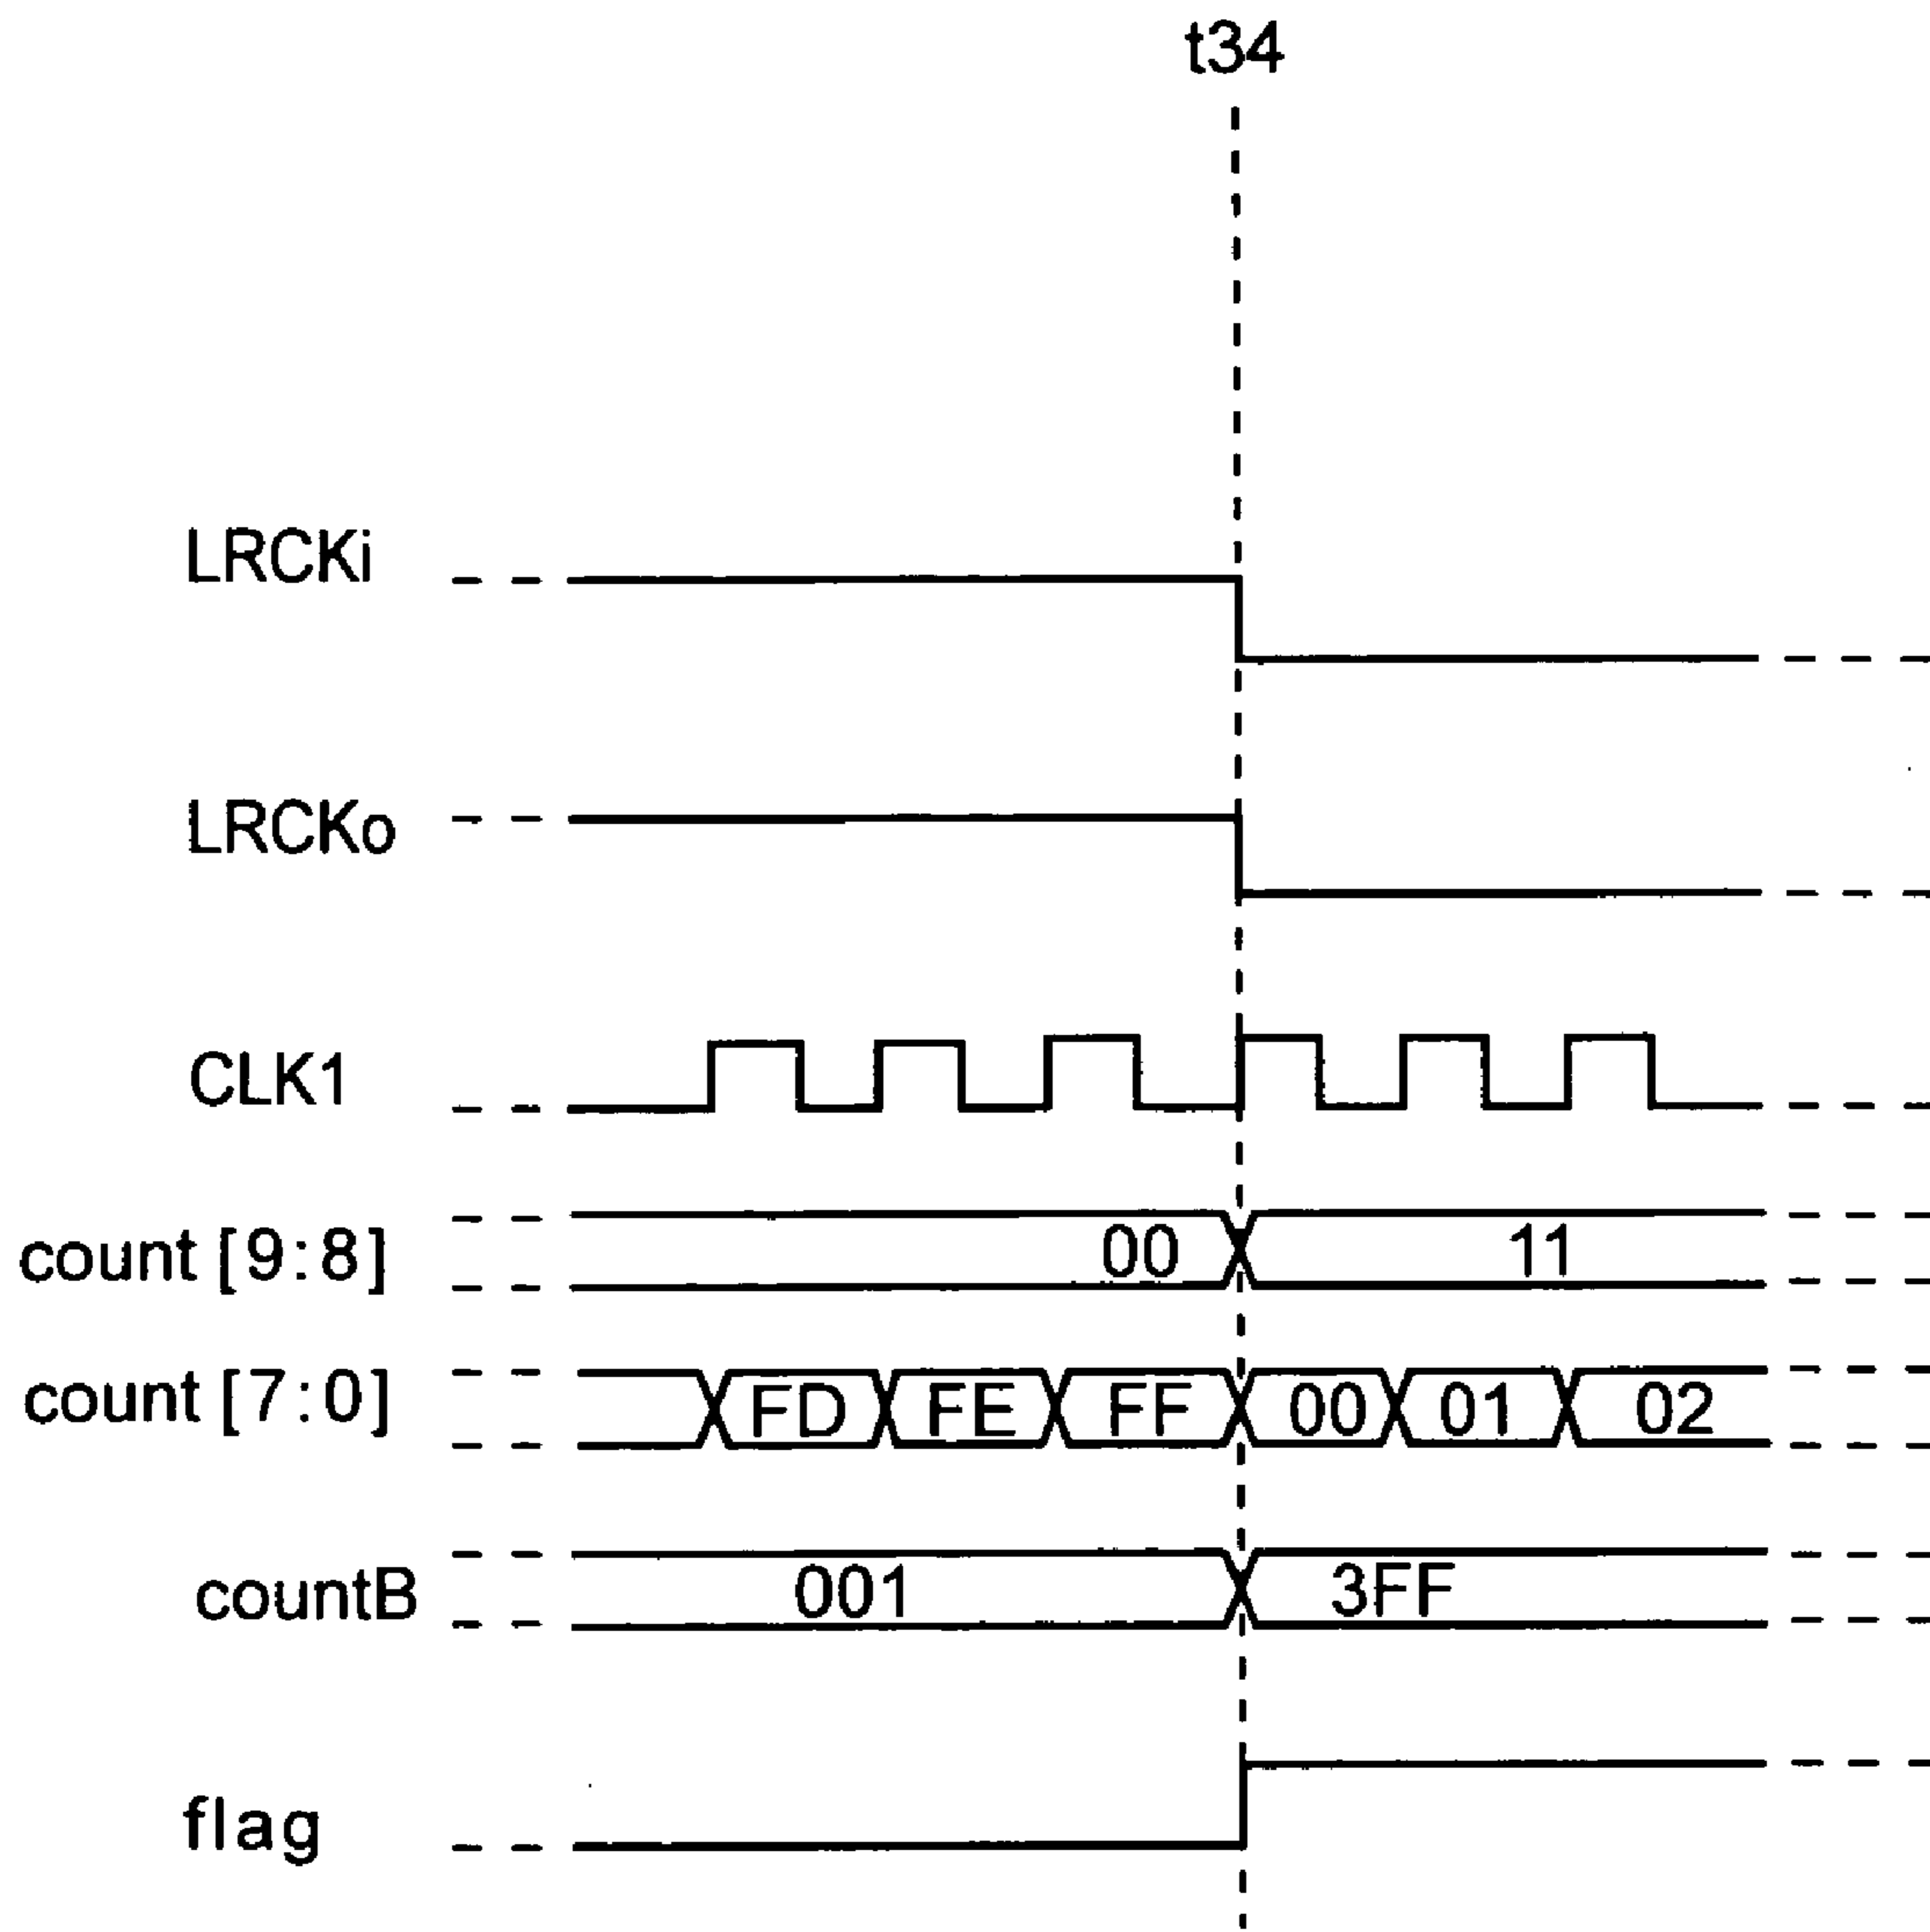 t34
LRCKi
LRCKo
CLK1
count [9:8] 00 11
count [7:0] FD FE FF 00 01 02
countB 001 3FF
flag